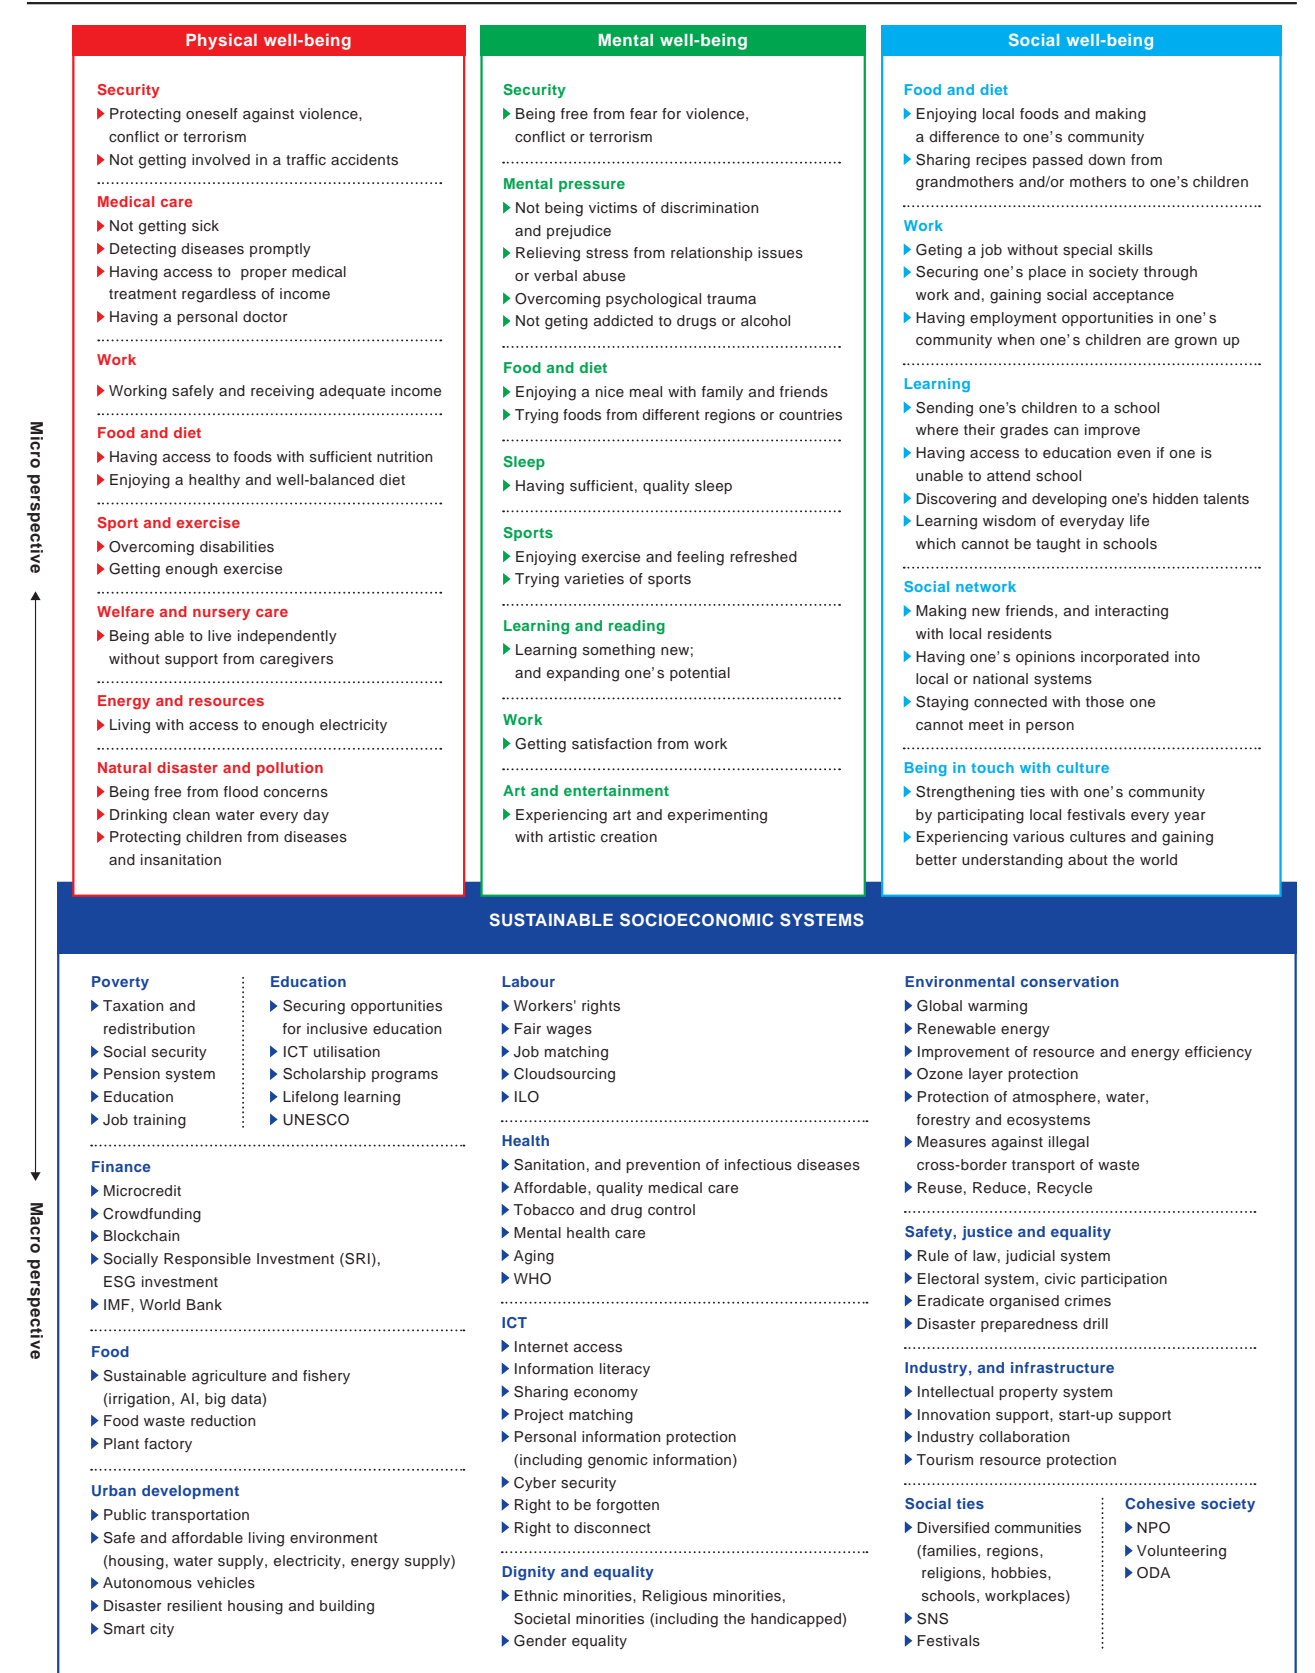 Physical well-being
Security
Protecting oneself against violence,
conflict or terrorism
Not getting involved in a traffic accidents
Medical care
Not getting sick
Detecting diseases promptly
Having access to proper medical
treatment regardless of income
Having a personal doctor
Work
Working safely and receiving adequate income
Food and diet
Having access to foods with sufficient nutrition
Enjoying a healthy and well-balanced diet
Sport and exercise
Overcoming disabilities
Getting enough exercise
Welfare and nursery care
Being able to live independently
without support from caregivers
Energy and resources
Living with access to enough electricity
Natural disaster and pollution
Being free from flood concerns
Drinking clean water every day
Protecting children from diseases
and insanitation
Mental well-being
Security
Being free from fear for violence,
conflict or terrorism
Mental pressure
Not being victims of discrimination
and prejudice
Relieving stress from relationship issues
or verbal abuse
Overcoming psychological trauma
Not geting addicted to drugs or alcohol
Food and diet
Enjoying a nice meal with family and friends
Trying foods from different regions or countries
Sleep
Having sufficient, quality sleep
Sports
Enjoying exercise and feeling refreshed
Trying varieties of sports
Learning and reading
Learning something new;
and expanding one's potential
Work
Getting satisfaction from work
Art and entertainment
Experiencing art and experimenting
with artistic creation
Social well-being
Food and diet
Enjoying local foods and making
a difference to one's community
Sharing recipes passed down from
grandmothers and/or mothers to one's children
Work
Geting a job without special skills
Securing one's place in society through
work and, gaining social acceptance
Having employment opportunities in one's
community when one's children are grown up
Learning
Sending one's children to a school
where their grades can improve
Having access to education even if one is
unable to attend school
Discovering and developing one's hidden talents
Learning wisdom of everyday life
which cannot be taught in schools
Social network
Making new friends, and interacting
with local residents
Having one's opinions incorporated into
local or national systems
Staying connected with those one
cannot meet in person
Being in touch with culture
Strengthening ties with one's community
by participating local festivals every year
Experiencing various cultures and gaining
better understanding about the world
Micro perspective
Macro perspective
SUSTAINABLE SOCIOECONOMIC SYSTEMS
Poverty
Taxation and
redistribution
Social security
Pension system
Education
Job training
Education
Securing opportunities
for inclusive education
ICT utilisation
Scholarship programs
Lifelong learning
UNESCO
Finance
Microcredit
Crowdfunding
Blockchain
Socially Responsible Investment (SRI),
ESG investment
IMF, World Bank
Food
Sustainable agriculture and fishery
(irrigation, AI, big data)
Food waste reduction
Plant factory
Urban development
Public transportation
Safe and affordable living environment
(housing, water supply, electricity, energy supply)
Autonomous vehicles
Disaster resilient housing and building
Smart city
Labour
Workers' rights
Fair wages
Job matching
Cloudsourcing
ILO
Health
Sanitation, and prevention of infectious diseases
Affordable, quality medical care
Tobacco and drug control
Mental health care
Aging
WHO
ICT
Internet access
Information literacy
Sharing economy
Project matching
Personal information protection
(including genomic information)
Cyber security
Right to be forgotten
Right to disconnect
Dignity and equality
Ethnic minorities, Religious minorities,
Societal minorities (including the handicapped)
Gender equality
Environmental conservation
Global warming
Renewable energy
Improvement of resource and energy efficiency
Ozone layer protection
Protection of atmosphere, water,
forestry and ecosystems
Measures against illegal
cross-border transport of waste
Reuse, Reduce, Recycle
Safety, justice and equality
Rule of law, judicial system
Electoral system, civic participation
Eradicate organised crimes
Disaster preparedness drill
Industry, and infrastructure
Intellectual property system
Innovation support, start-up support
Industry collaboration
Tourism resource protection
Social ties
Diversified communities
(families, regions,
religions, hobbies,
schools, workplaces)
SNS
Festivals
Cohesive society
NPO
Volunteering
ODA